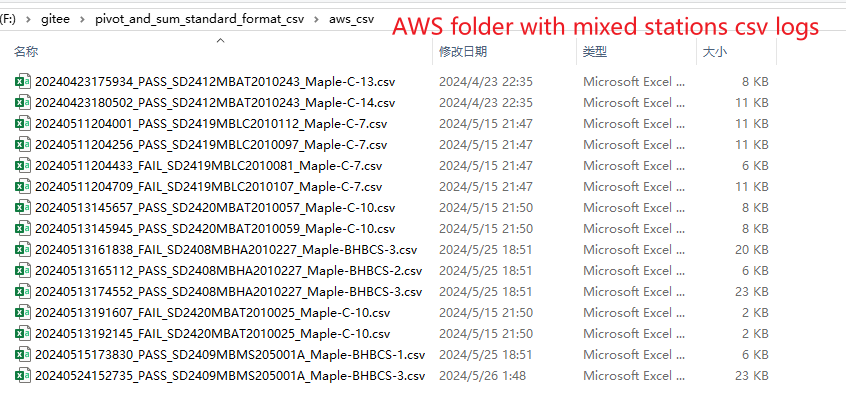 (F:) › gitee › pivot_and_sum_standard_format_csv › aws_csv
AWS folder with mixed stations csv logs
名称 修改日期 类型 大小
20240423175934_PASS_SD2412MBAT2010243_Maple-C-13.csv 2024/4/23 22:35 Microsoft Excel ... 8 KB
20240423180502_PASS_SD2412MBAT2010243_Maple-C-14.csv 2024/4/23 22:35 Microsoft Excel ... 11 KB
20240511204001_PASS_SD2419MBLC2010112_Maple-C-7.csv 2024/5/15 21:47 Microsoft Excel ... 11 KB
20240511204256_PASS_SD2419MBLC2010097_Maple-C-7.csv 2024/5/15 21:47 Microsoft Excel ... 11 KB
20240511204433_FAIL_SD2419MBLC2010081_Maple-C-7.csv 2024/5/15 21:47 Microsoft Excel ... 6 KB
20240511204709_FAIL_SD2419MBLC2010107_Maple-C-7.csv 2024/5/15 21:47 Microsoft Excel ... 11 KB
20240513145657_PASS_SD2420MBAT2010057_Maple-C-10.csv 2024/5/15 21:50 Microsoft Excel ... 8 KB
20240513145945_PASS_SD2420MBAT2010059_Maple-C-10.csv 2024/5/15 21:50 Microsoft Excel ... 8 KB
20240513161838_FAIL_SD2408MBHA2010227_Maple-BHBCS-3.csv 2024/5/25 18:51 Microsoft Excel ... 20 KB
20240513165112_PASS_SD2408MBHA2010227_Maple-BHBCS-2.csv 2024/5/25 18:51 Microsoft Excel ... 6 KB
20240513174552_PASS_SD2408MBHA2010227_Maple-BHBCS-3.csv 2024/5/25 18:51 Microsoft Excel ... 23 KB
20240513191607_FAIL_SD2420MBAT2010025_Maple-C-10.csv 2024/5/15 21:50 Microsoft Excel ... 2 KB
20240513192145_FAIL_SD2420MBAT2010025_Maple-C-10.csv 2024/5/15 21:50 Microsoft Excel ... 2 KB
20240515173830_PASS_SD2409MBMS205001A_Maple-BHBCS-1.csv 2024/5/25 18:51 Microsoft Excel ... 6 KB
20240524152735_PASS_SD2409MBMS205001A_Maple-BHBCS-3.csv 2024/5/26 1:48 Microsoft Excel ... 23 KB